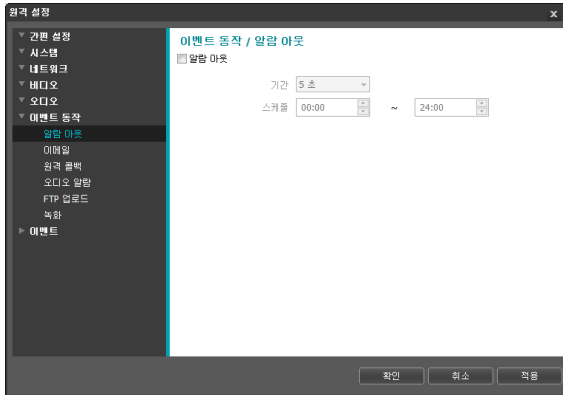 원격 설정
x
간편 설정
시스템
네트워크
비디오
오디오
이벤트 동작
알람 아웃
이메일
원격 콜백
오디오 알람
FTP 업로드
녹화
이벤트
이벤트 동작 / 알람 아웃
알람 아웃
기간 5 초
스케줄 00:00 ~ 24:00
확인 취소 적용